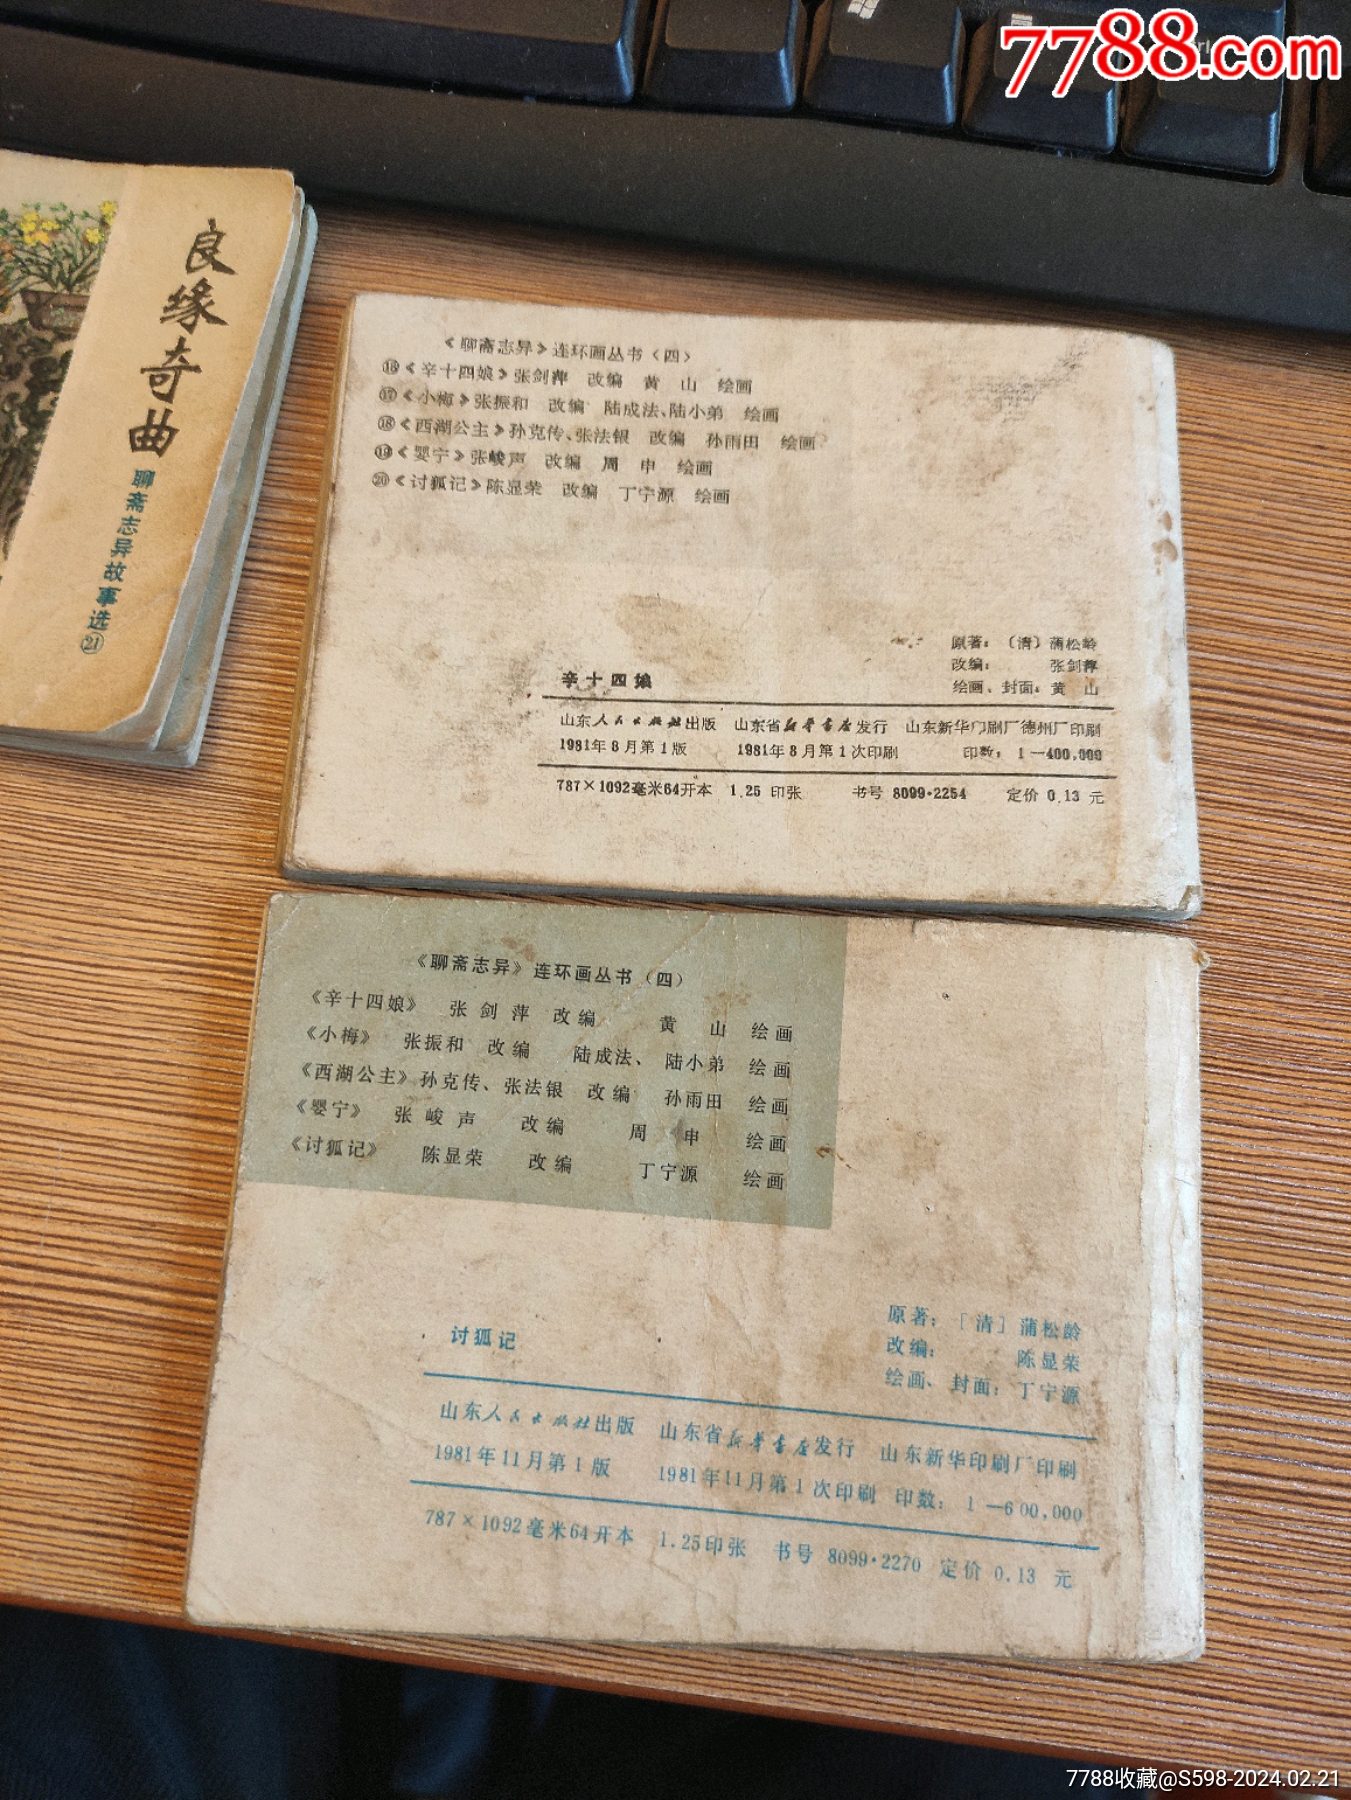 7788.com
良缘奇曲
聊斋志异故事选㉑
《聊斋志异》连环画丛书(四)
⑯《辛十四娘》张剑萍 改编 黄 山 绘画
⑰《小梅》张振和 改编 陆成法、陆小弟 绘画
⑱《西湖公主》孙克传、张法银 改编 孙雨田 绘画
⑲《婴宁》张峻声 改编 周 申 绘画
⑳《讨狐记》陈显荣 改编 丁宁源 绘画
原著：〔清〕蒲松龄
改编： 张剑萍
绘画、封面：黄 山
辛十四娘
山东人民出版社出版 山东省新华书店发行 山东新华印刷厂德州厂印刷
1981年8月第1版 1981年8月第1次印刷 印数：1—400,000
787×1092毫米64开本 1.25 印张 书号 8099·2254 定价 0.13 元
《聊斋志异》连环画丛书(四)
《辛十四娘》 张剑萍 改编 黄 山 绘画
《小梅》 张振和 改编 陆成法、陆小弟 绘画
《西湖公主》孙克传、张法银 改编 孙雨田 绘画
《婴宁》 张峻声 改编 周 申 绘画
《讨狐记》 陈显荣 改编 丁宁源 绘画
原著：〔清〕蒲松龄
改编： 陈显荣
绘画、封面：丁宁源
讨狐记
山东人民出版社出版 山东省新华书店发行 山东新华印刷厂印刷
1981年11月第1版 1981年11月第1次印刷 印数：1—600,000
787×1092毫米64开本 1.25印张 书号 8099·2270 定价 0.13 元
7788收藏@S598-2024.02.21